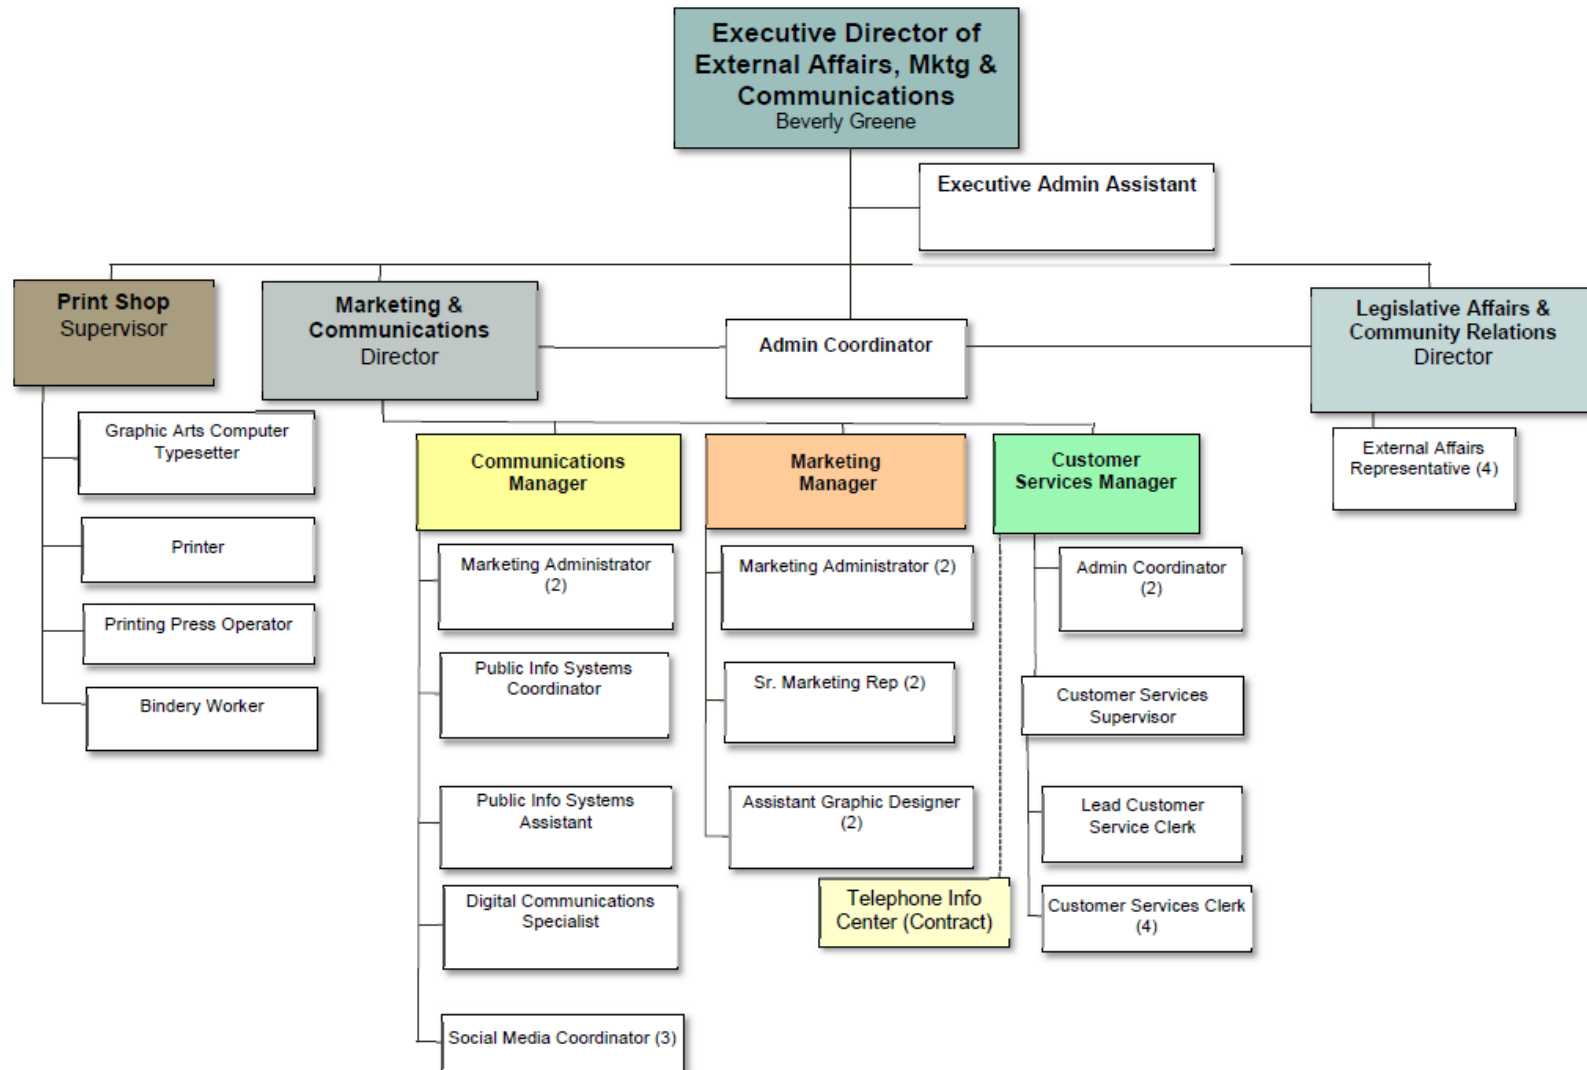 Executive Director of
External Affairs, Mktg &
Communications
Beverly Greene
Executive Admin Assistant
Print Shop
Supervisor
Marketing &
Communications
Director
Admin Coordinator
Legislative Affairs &
Community Relations
Director
Graphic Arts Computer
Typesetter
Printer
Printing Press Operator
Bindery Worker
Communications
Manager
Marketing Administrator
(2)
Public Info Systems
Coordinator
Public Info Systems
Assistant
Digital Communications
Specialist
Social Media Coordinator (3)
Marketing
Manager
Marketing Administrator (2)
Sr. Marketing Rep (2)
Assistant Graphic Designer
(2)
Customer
Services Manager
Admin Coordinator
(2)
Customer Services
Supervisor
Lead Customer
Service Clerk
Customer Services Clerk
(4)
Telephone Info
Center (Contract)
External Affairs
Representative (4)